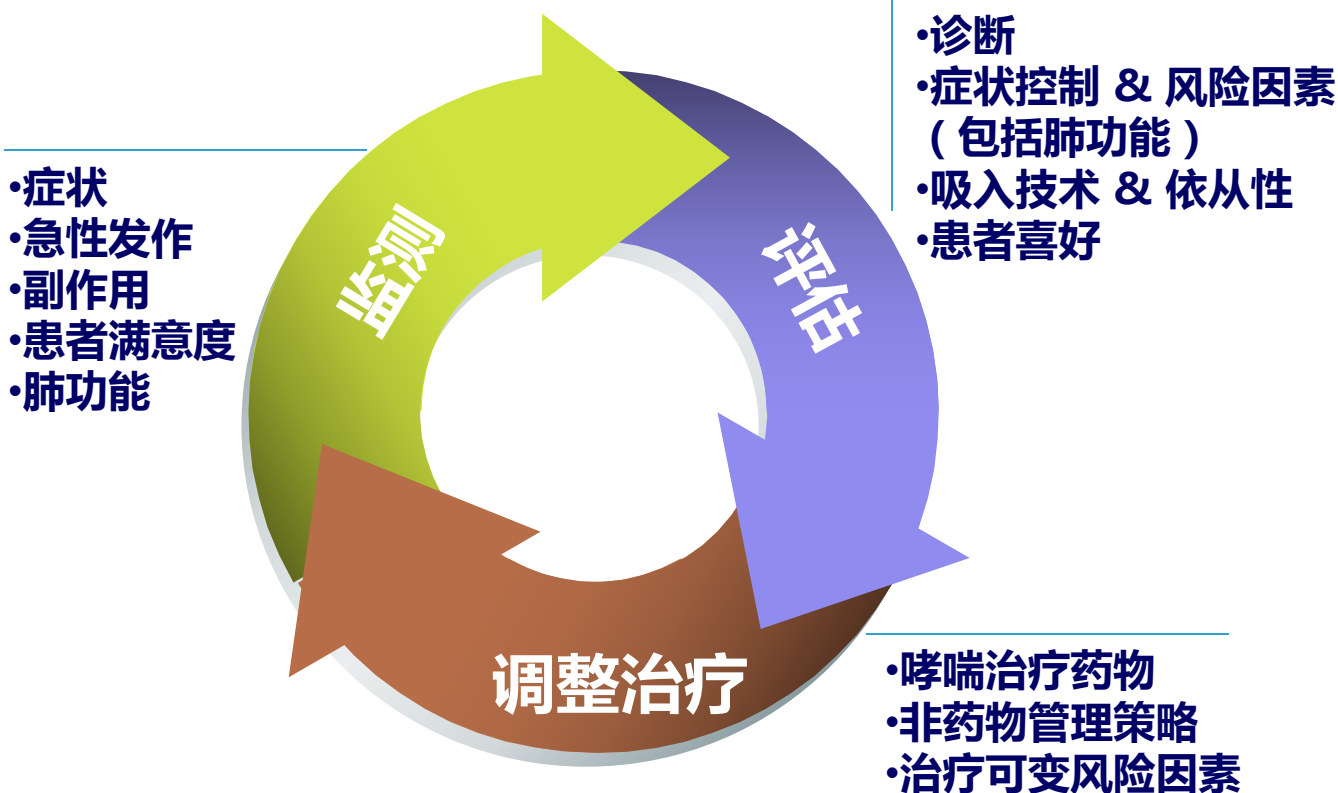 •诊断
•症状控制 & 风险因素
（包括肺功能）
•吸入技术 & 依从性
•患者喜好
•症状
•急性发作
•副作用
•患者满意度
•肺功能
监测
评估
调整治疗
•哮喘治疗药物
•非药物管理策略
•治疗可变风险因素